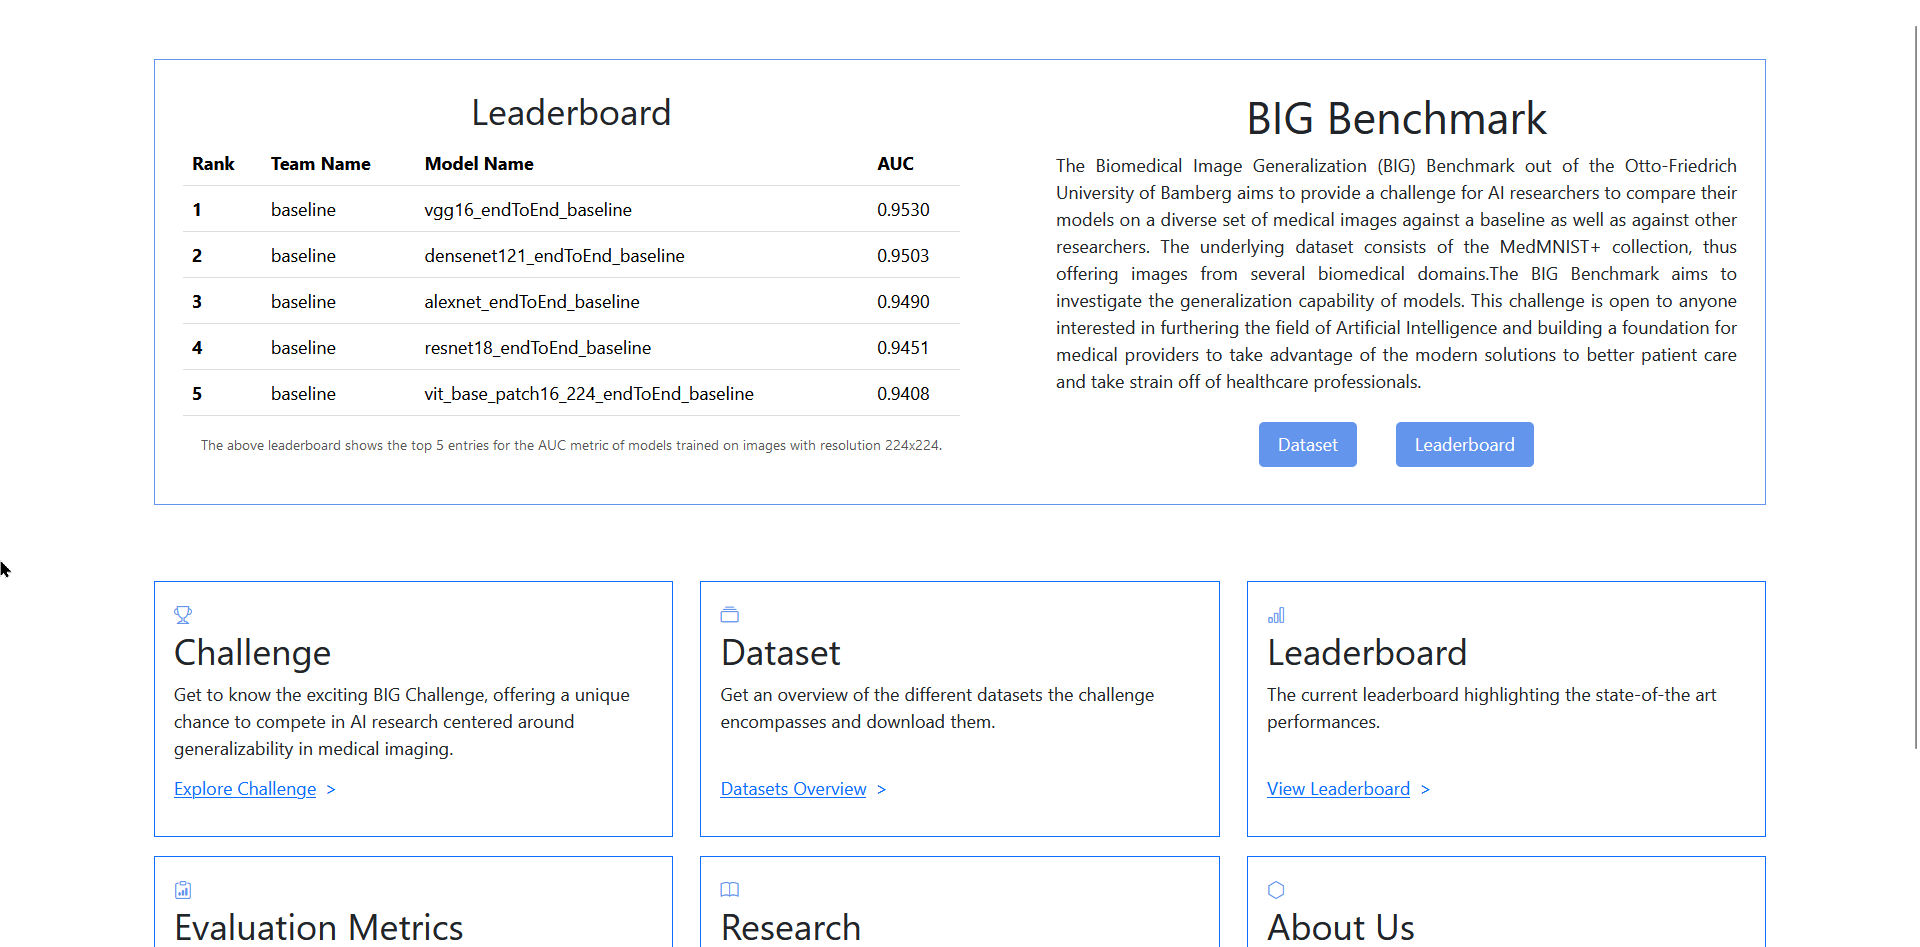 Leaderboard
Rank Team Name Model Name AUC
1 baseline vgg16_endToEnd_baseline 0.9530
2 baseline densenet121_endToEnd_baseline 0.9503
3 baseline alexnet_endToEnd_baseline 0.9490
4 baseline resnet18_endToEnd_baseline 0.9451
5 baseline vit_base_patch16_224_endToEnd_baseline 0.9408
The above leaderboard shows the top 5 entries for the AUC metric of models trained on images with resolution 224x224.
BIG Benchmark
The Biomedical Image Generalization (BIG) Benchmark out of the Otto-Friedrich
University of Bamberg aims to provide a challenge for AI researchers to compare their
models on a diverse set of medical images against a baseline as well as against other
researchers. The underlying dataset consists of the MedMNIST+ collection, thus
offering images from several biomedical domains.The BIG Benchmark aims to
investigate the generalization capability of models. This challenge is open to anyone
interested in furthering the field of Artificial Intelligence and building a foundation for
medical providers to take advantage of the modern solutions to better patient care
and take strain off of healthcare professionals.
Dataset Leaderboard
Challenge
Get to know the exciting BIG Challenge, offering a unique
chance to compete in AI research centered around
generalizability in medical imaging.
Explore Challenge >
Dataset
Get an overview of the different datasets the challenge
encompasses and download them.
Datasets Overview >
Leaderboard
The current leaderboard highlighting the state-of-the art
performances.
View Leaderboard >
Evaluation Metrics
Research
About Us